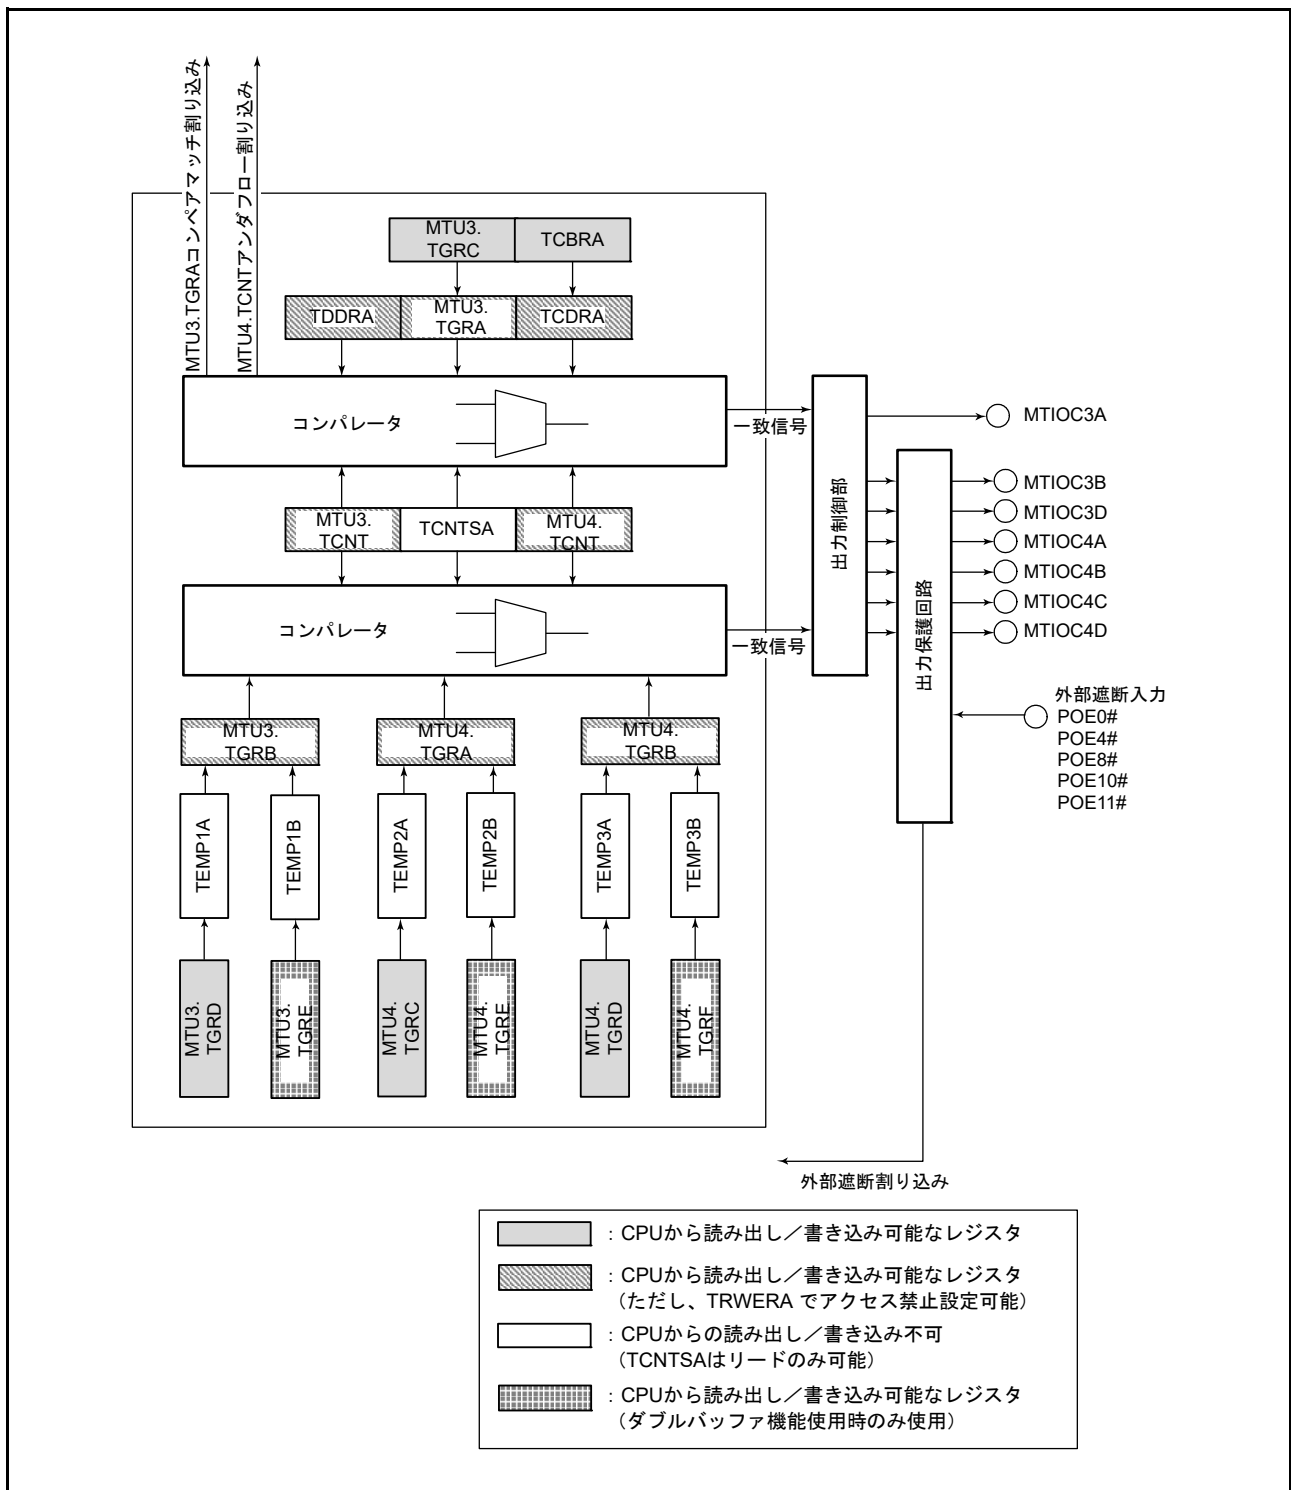 MTU3.TGRAコンペアマッチ割り込み
MTU4.TCNTアンダフロー割り込み
MTU3.
TGRC
TCBRA
TDDRA
MTU3.
TGRA
TCDRA
コンパレータ
一致信号
MTU3.
TCNT
TCNTSA
MTU4.
TCNT
コンパレータ
一致信号
出力制御部
出力保護回路
MTIOC3A
MTIOC3B
MTIOC3D
MTIOC4A
MTIOC4B
MTIOC4C
MTIOC4D
外部遮断入力
POE0#
POE4#
POE8#
POE10#
POE11#
MTU3.
TGRB
MTU4.
TGRA
MTU4.
TGRB
TEMP1A
TEMP1B
TEMP2A
TEMP2B
TEMP3A
TEMP3B
MTU3.
TGRD
MTU3.
TGRE
MTU4.
TGRC
MTU4.
TGRE
MTU4.
TGRD
MTU4.
TGRF
外部遮断割り込み
：CPUから読み出し／書き込み可能なレジスタ
：CPUから読み出し／書き込み可能なレジスタ
（ただし、TRWERA でアクセス禁止設定可能）
：CPUからの読み出し／書き込み不可
（TCNTSAはリードのみ可能）
：CPUから読み出し／書き込み可能なレジスタ
（ダブルバッファ機能使用時のみ使用）